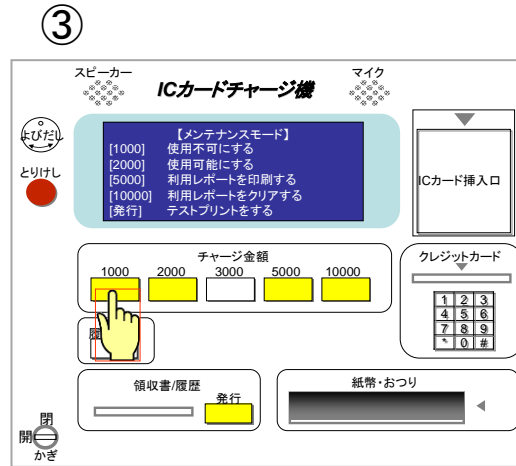 ③
スピーカー
ICカードチャージ機
マイク
よびだし
とりけし
【メンテナンスモード】
[1000] 使用不可にする
[2000] 使用可能にする
[5000] 利用レポートを印刷する
[10000] 利用レポートをクリアする
[発行] テストプリントをする
ICカード挿入口
チャージ金額
1000 2000 3000 5000 10000
クレジットカード
1 2 3
4 5 6
7 8 9
* 0 #
履
領収書/履歴
発行
紙幣・おつり
閉
開
かぎ